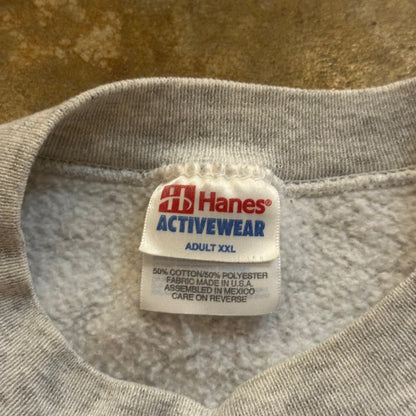 Hanes®
ACTIVEWEAR
ADULT XXL
50% COTTON/50% POLYESTER
FABRIC MADE IN U.S.A.
ASSEMBLED IN MEXICO
CARE ON REVERSE